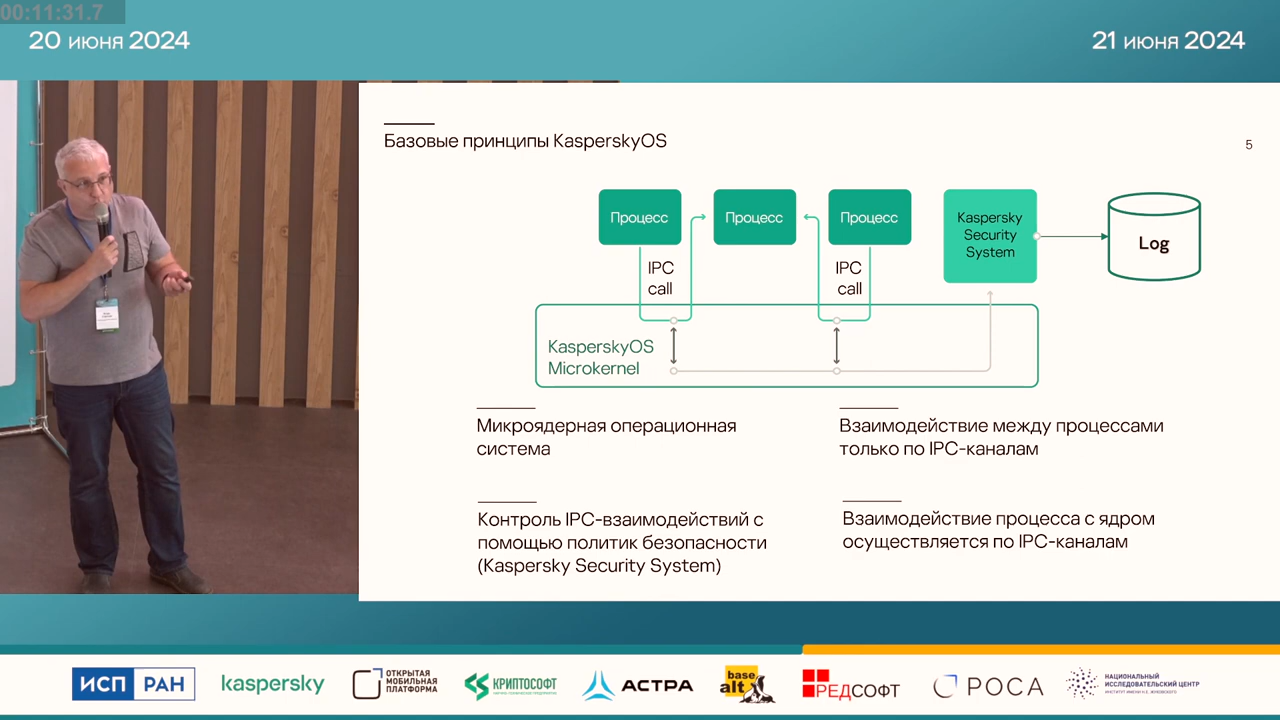 00:11:31.7
20 июня 2024
21 июня 2024
Базовые принципы KasperskyOS
5
Процесс
Процесс
Процесс
Kaspersky
Security
System
Log
IPC
call
IPC
call
KasperskyOS
Microkernel
Микроядерная операционная
система
Взаимодействие между процессами
только по IPC-каналам
Контроль IPC-взаимодействий с
помощью политик безопасности
(Kaspersky Security System)
Взаимодействие процесса с ядром
осуществляется по IPC-каналам
ИСП РАН
kaspersky
ОТКРЫТАЯ
МОБИЛЬНАЯ
ПЛАТФОРМА
КРИПТОСОФТ
АСТРА
base
alt
РЕДСОФТ
РОСА
НАЦИОНАЛЬНЫЙ
ИССЛЕДОВАТЕЛЬСКИЙ ЦЕНТР